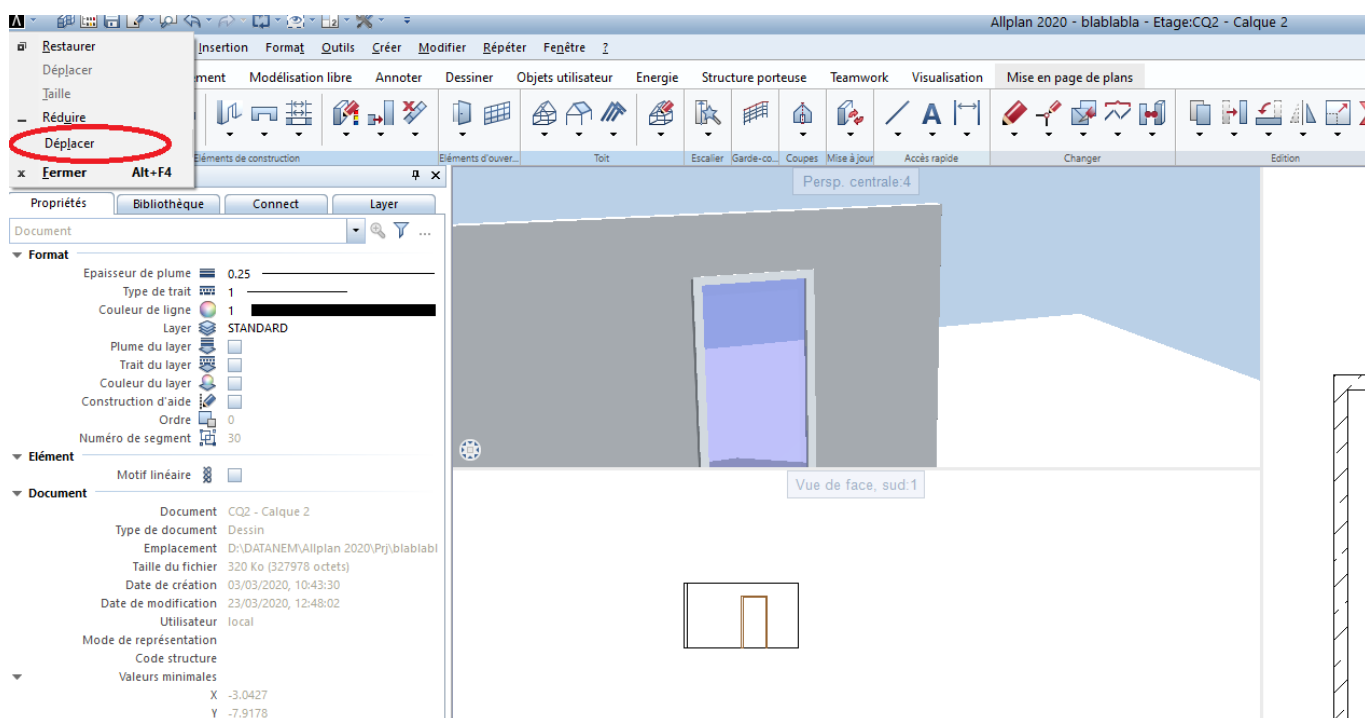 Allplan 2020 - blablabla - Etage:CQ2 - Calque 2
Restaurer
Déplacer
Taille
Réduire
Déplacer
Fermer Alt+F4
Insertion Format Outils Créer Modifier Répéter Fenêtre ?
Modélisation libre Annoter Dessiner Objets utilisateur Energie Structure porteuse Teamwork Visualisation Mise en page de plans
Eléments de construction Eléments d'ouver... Toit Escalier Garde-co... Coupes Mise à jour Accès rapide Changer Edition
Propriétés Bibliothèque Connect Layer
Document
Format
Epaisseur de plume 0.25
Type de trait 1
Couleur de ligne 1
Layer STANDARD
Plume du layer
Trait du layer
Couleur du layer
Construction d'aide
Ordre 0
Numéro de segment 30
Elément
Motif linéaire
Document
Document CQ2 - Calque 2
Type de document Dessin
Emplacement D:\DATANEM\Allplan 2020\Prj\blablabl
Taille du fichier 320 Ko (327978 octets)
Date de création 03/03/2020, 10:43:30
Date de modification 23/03/2020, 12:48:02
Utilisateur local
Mode de représentation
Code structure
Valeurs minimales
X -3.0427
Y -7.9178
Persp. centrale:4
Vue de face, sud:1